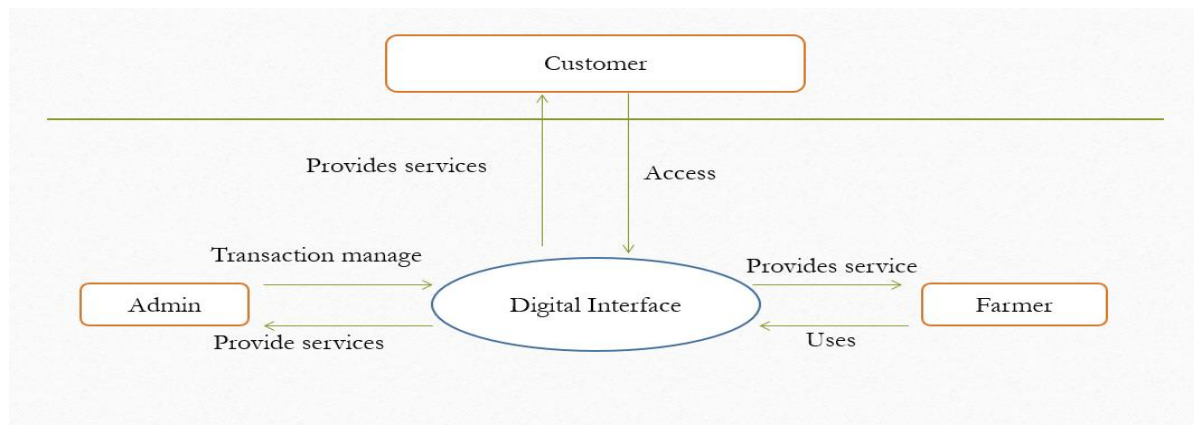 Customer
Provides services
Access
Transaction manage
Provides service
Admin
Digital Interface
Farmer
Provide services
Uses